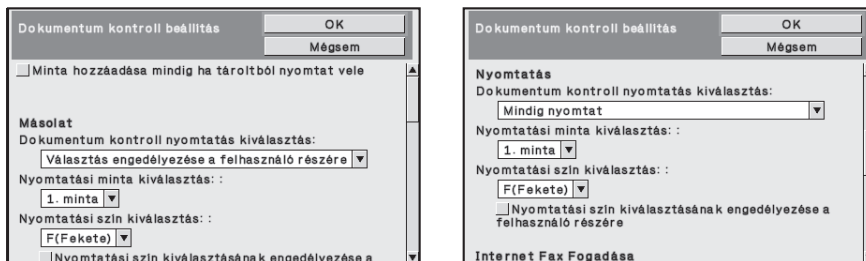 Dokumentum kontroll beállítás
OK
Mégsem
Minta hozzáadása mindig ha tároltból nyomtat vele
Másolat
Dokumentum kontroll nyomtatás kiválasztás:
Választás engedélyezése a felhasználó részére
Nyomtatási minta kiválasztás: :
1. minta
Nyomtatási szín kiválasztás: :
F(Fekete)
Nyomtatási szín kiválasztásának engedélyezése a
Dokumentum kontroll beállítás
OK
Mégsem
Nyomtatás
Dokumentum kontroll nyomtatás kiválasztás:
Mindig nyomtat
Nyomtatási minta kiválasztás: :
1. minta
Nyomtatási szín kiválasztás: :
F(Fekete)
Nyomtatási szín kiválasztásának engedélyezése a
felhasználó részére
Internet Fax Fogadása